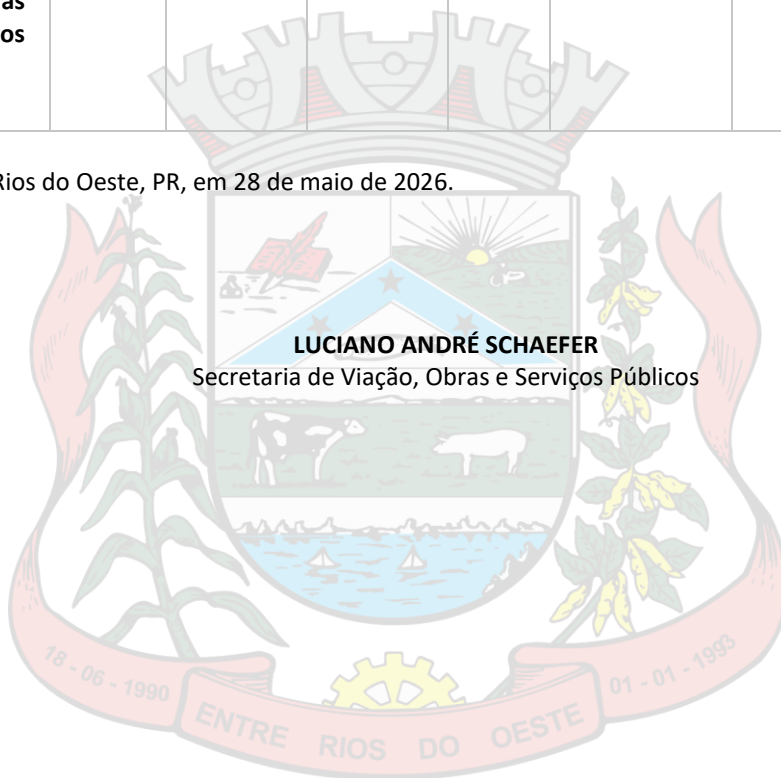 as
os
Rios do Oeste, PR, em 28 de maio de 2026.
LUCIANO ANDRÉ SCHAEFER
Secretaria de Viação, Obras e Serviços Públicos
18 - 06 - 1990
ENTRE RIOS DO OESTE
01 - 01 - 1993